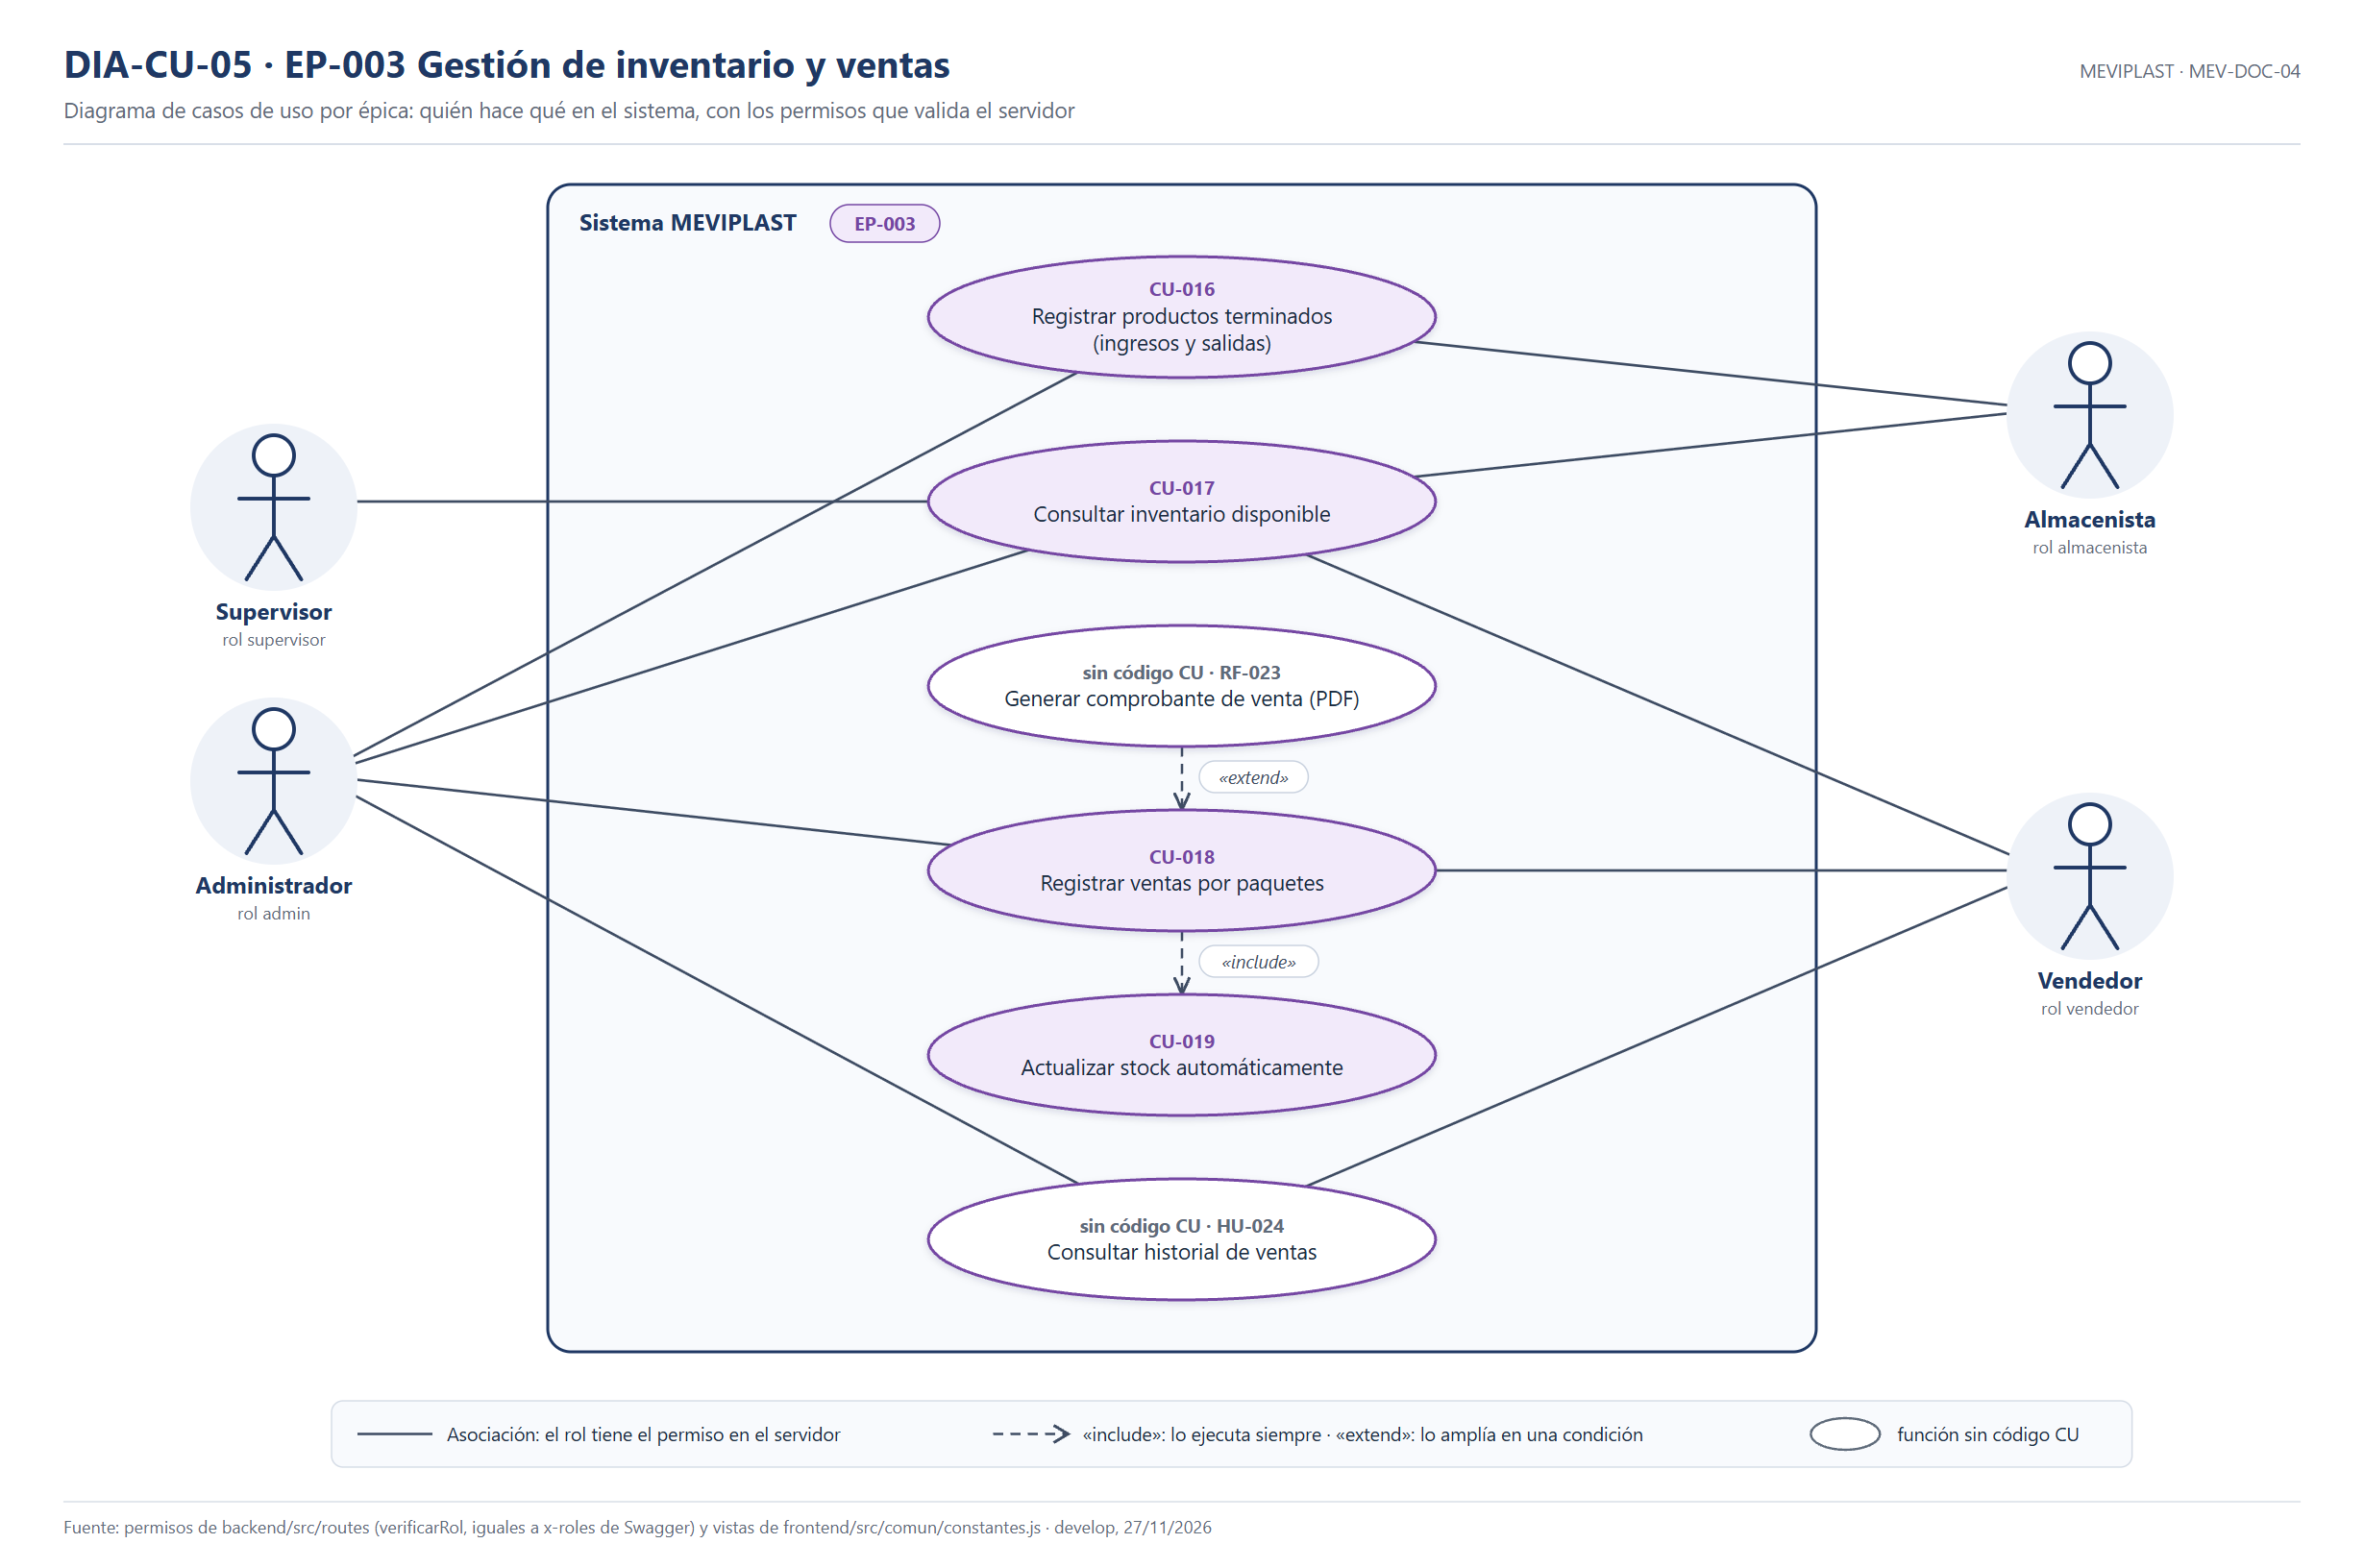 DIA-CU-05 · EP-003 Gestión de inventario y ventas
MEVIPLAST · MEV-DOC-04
Diagrama de casos de uso por épica: quién hace qué en el sistema, con los permisos que valida el servidor
Sistema MEVIPLAST
EP-003
CU-016
Registrar productos terminados
(ingresos y salidas)
CU-017
Consultar inventario disponible
Supervisor
rol supervisor
Almacenista
rol almacenista
sin código CU · RF-023
Generar comprobante de venta (PDF)
«extend»
CU-018
Registrar ventas por paquetes
Administrador
rol admin
«include»
Vendedor
rol vendedor
CU-019
Actualizar stock automáticamente
sin código CU · HU-024
Consultar historial de ventas
Asociación: el rol tiene el permiso en el servidor
«include»: lo ejecuta siempre · «extend»: lo amplía en una condición
función sin código CU
Fuente: permisos de backend/src/routes (verificarRol, iguales a x-roles de Swagger) y vistas de frontend/src/comun/constantes.js · develop, 27/11/2026